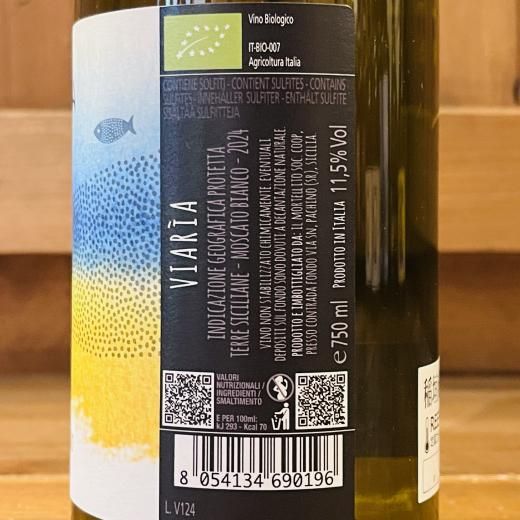 Vino Biologico
IT-BIO-007
Agricoltura Italia
CONTIENE SOLFITI - CONTIENT SULFITES - CONTAINS
SULFITES - INNEHÅLLER SULFITER - ENTHÄLT SULFITE
SISÄLTÄÄ SULFIITTEJA
VIARÌA
INDICAZIONE GEOGRAFICA PROTETTA
TERRE SICILIANE - MOSCATO BIANCO - 2024
VINO NON STABILIZZATO CHIMICAMENTE, EVENTUALI
DEPOSITI SUL FONDO SONO DOVUTI A DECANTAZIONE NATURALE.
PRODOTTO E IMBOTTIGLIATO DA: IL MORTELLITO SOC. COOP.
PRESSO CONTRADA FONDO VIA SN, PACHINO (SR), SICILIA
e 750 ml PRODOTTO IN ITALIA 11,5% Vol
VALORI
NUTRIZIONALI /
INGREDIENTI /
SMALTIMENTO
E PER 100ml:
kJ 293 - Kcal 70
8 054134 690196
L. V124